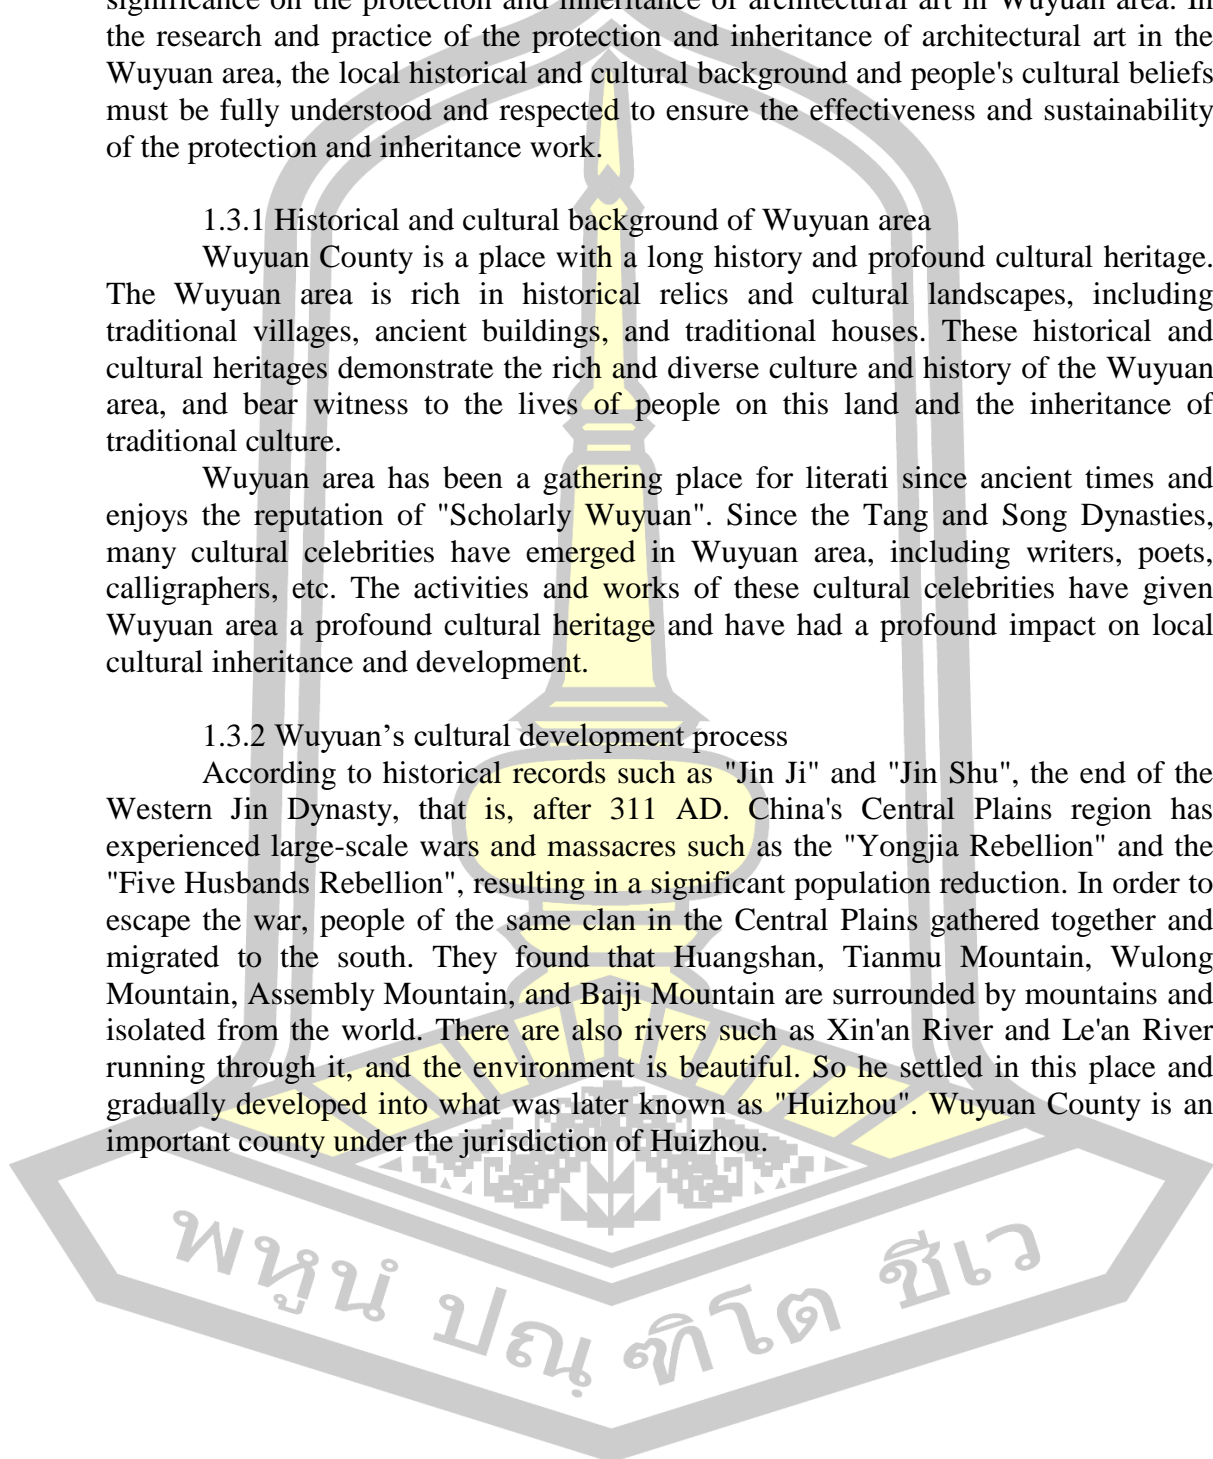 significance on the protection and inheritance of architectural art in Wuyuan area. In
the research and practice of the protection and inheritance of architectural art in the
Wuyuan area, the local historical and cultural background and people's cultural beliefs
must be fully understood and respected to ensure the effectiveness and sustainability
of the protection and inheritance work.
1.3.1 Historical and cultural background of Wuyuan area
Wuyuan County is a place with a long history and profound cultural heritage.
The Wuyuan area is rich in historical relics and cultural landscapes, including
traditional villages, ancient buildings, and traditional houses. These historical and
cultural heritages demonstrate the rich and diverse culture and history of the Wuyuan
area, and bear witness to the lives of people on this land and the inheritance of
traditional culture.
Wuyuan area has been a gathering place for literati since ancient times and
enjoys the reputation of "Scholarly Wuyuan". Since the Tang and Song Dynasties,
many cultural celebrities have emerged in Wuyuan area, including writers, poets,
calligraphers, etc. The activities and works of these cultural celebrities have given
Wuyuan area a profound cultural heritage and have had a profound impact on local
cultural inheritance and development.
1.3.2 Wuyuan’s cultural development process
According to historical records such as "Jin Ji" and "Jin Shu", the end of the
Western Jin Dynasty, that is, after 311 AD. China's Central Plains region has
experienced large-scale wars and massacres such as the "Yongjia Rebellion" and the
"Five Husbands Rebellion", resulting in a significant population reduction. In order to
escape the war, people of the same clan in the Central Plains gathered together and
migrated to the south. They found that Huangshan, Tianmu Mountain, Wulong
Mountain, Assembly Mountain, and Baiji Mountain are surrounded by mountains and
isolated from the world. There are also rivers such as Xin'an River and Le'an River
running through it, and the environment is beautiful. So he settled in this place and
gradually developed into what was later known as "Huizhou". Wuyuan County is an
important county under the jurisdiction of Huizhou.
พหูนํ ปณฺฑิโต ชีเว